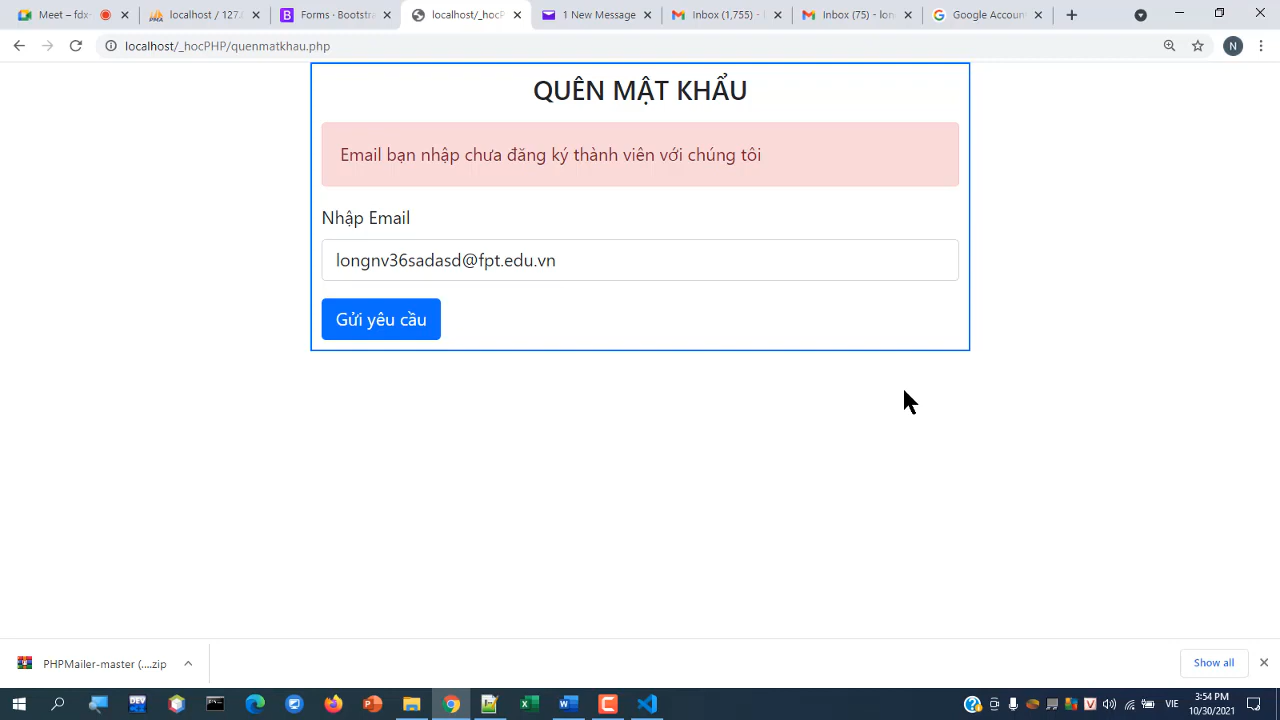 Meet - fdx
localhost / 127
Forms · Bootstra
localhost/_hocP
1 New Message
Inbox (1,755) -
Inbox (75) - lon
Google Accoun
localhost/_hocPHP/quenmatkhau.php
N
QUÊN MẬT KHẨU
Email bạn nhập chưa đăng ký thành viên với chúng tôi
Nhập Email
longnv36sadasd@fpt.edu.vn
Gửi yêu cầu
PHPMailer-master (....zip
Show all
VIE
3:54 PM
10/30/2021